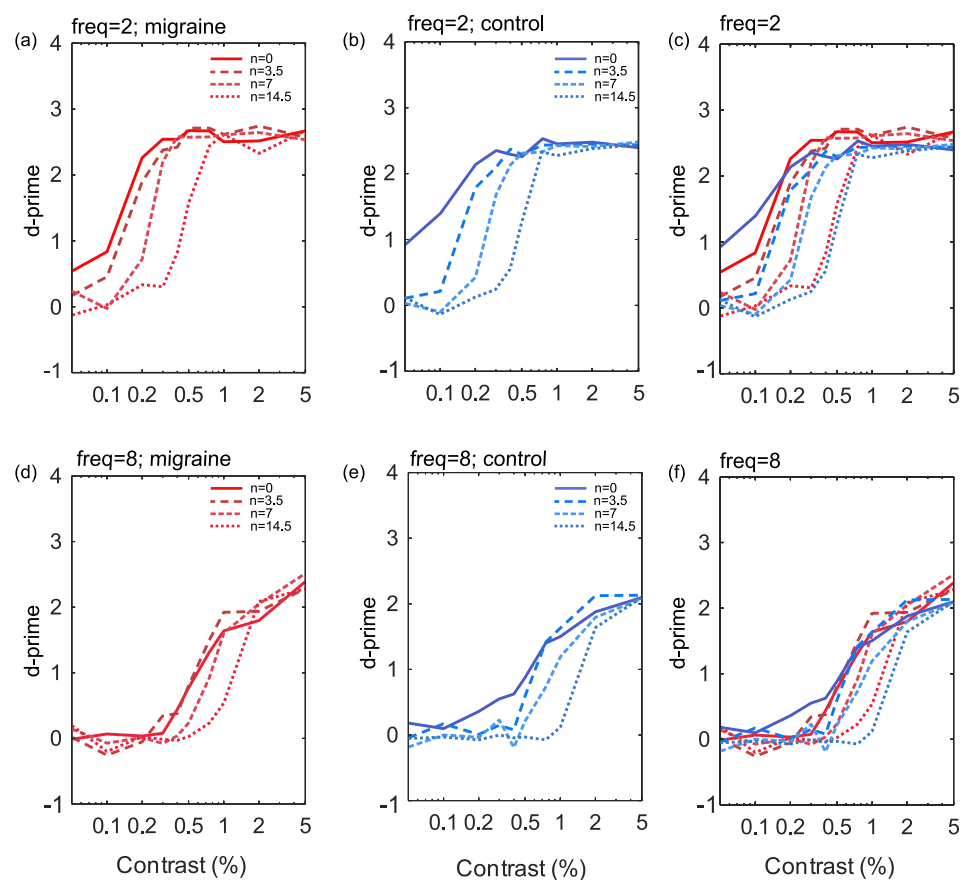 (a) freq=2; migraine
4
3
2
1
0
-1
d-prime
n=0
n=3.5
n=7
n=14.5
0.1 0.2 0.5 1 2 5
(b) freq=2; control
4
3
2
1
0
-1
d-prime
n=0
n=3.5
n=7
n=14.5
0.1 0.2 0.5 1 2 5
(c) freq=2
4
3
2
1
0
-1
d-prime
0.1 0.2 0.5 1 2 5
(d) freq=8; migraine
4
3
2
1
0
-1
d-prime
n=0
n=3.5
n=7
n=14.5
0.1 0.2 0.5 1 2 5
Contrast (%)
(e) freq=8; control
4
3
2
1
0
-1
d-prime
n=0
n=3.5
n=7
n=14.5
0.1 0.2 0.5 1 2 5
Contrast (%)
(f) freq=8
4
3
2
1
0
-1
d-prime
0.1 0.2 0.5 1 2 5
Contrast (%)